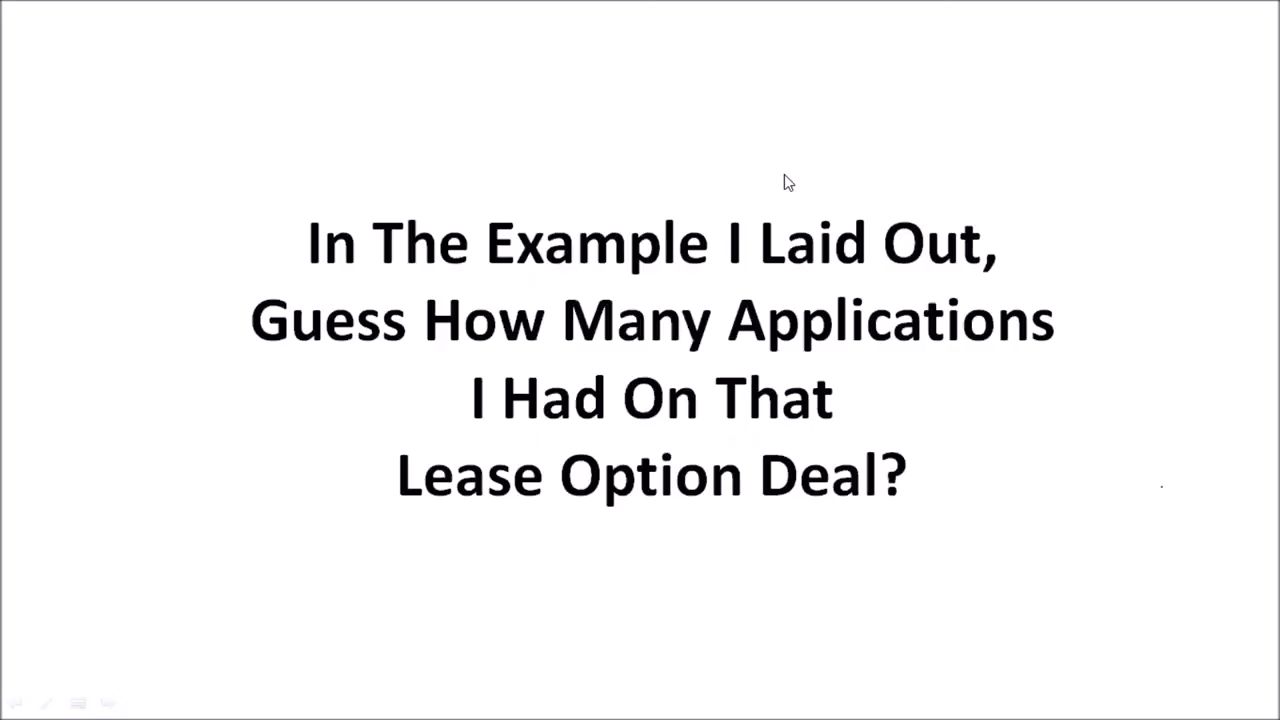 In The Example I Laid Out,
Guess How Many Applications
I Had On That
Lease Option Deal?